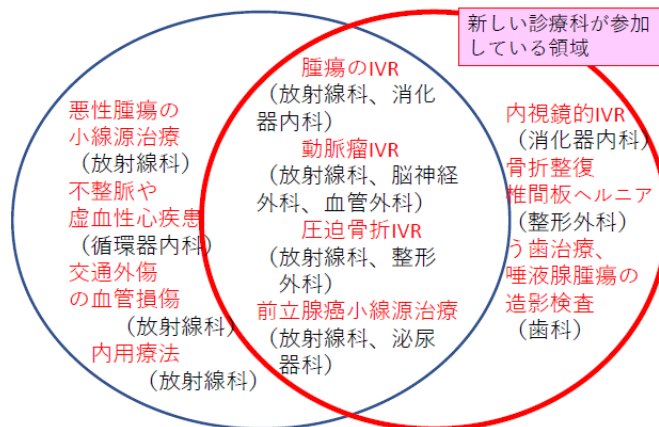 新しい診療科が参加
している領域
悪性腫瘍の
小線源治療
(放射線科)
不整脈や
虚血性心疾患
(循環器内科)
交通外傷
の血管損傷
(放射線科)
内用療法
(放射線科)
腫瘍のIVR
(放射線科、消化
器内科)
動脈瘤IVR
(放射線科、脳神経
外科、血管外科)
圧迫骨折IVR
(放射線科、整形
外科)
前立腺癌小線源治療
(放射線科、泌尿
器科)
内視鏡的IVR
(消化器内科)
骨折整復
椎間板ヘルニア
(整形外科)
う歯治療、
唾液腺腫瘍の
造影検査
(歯科)